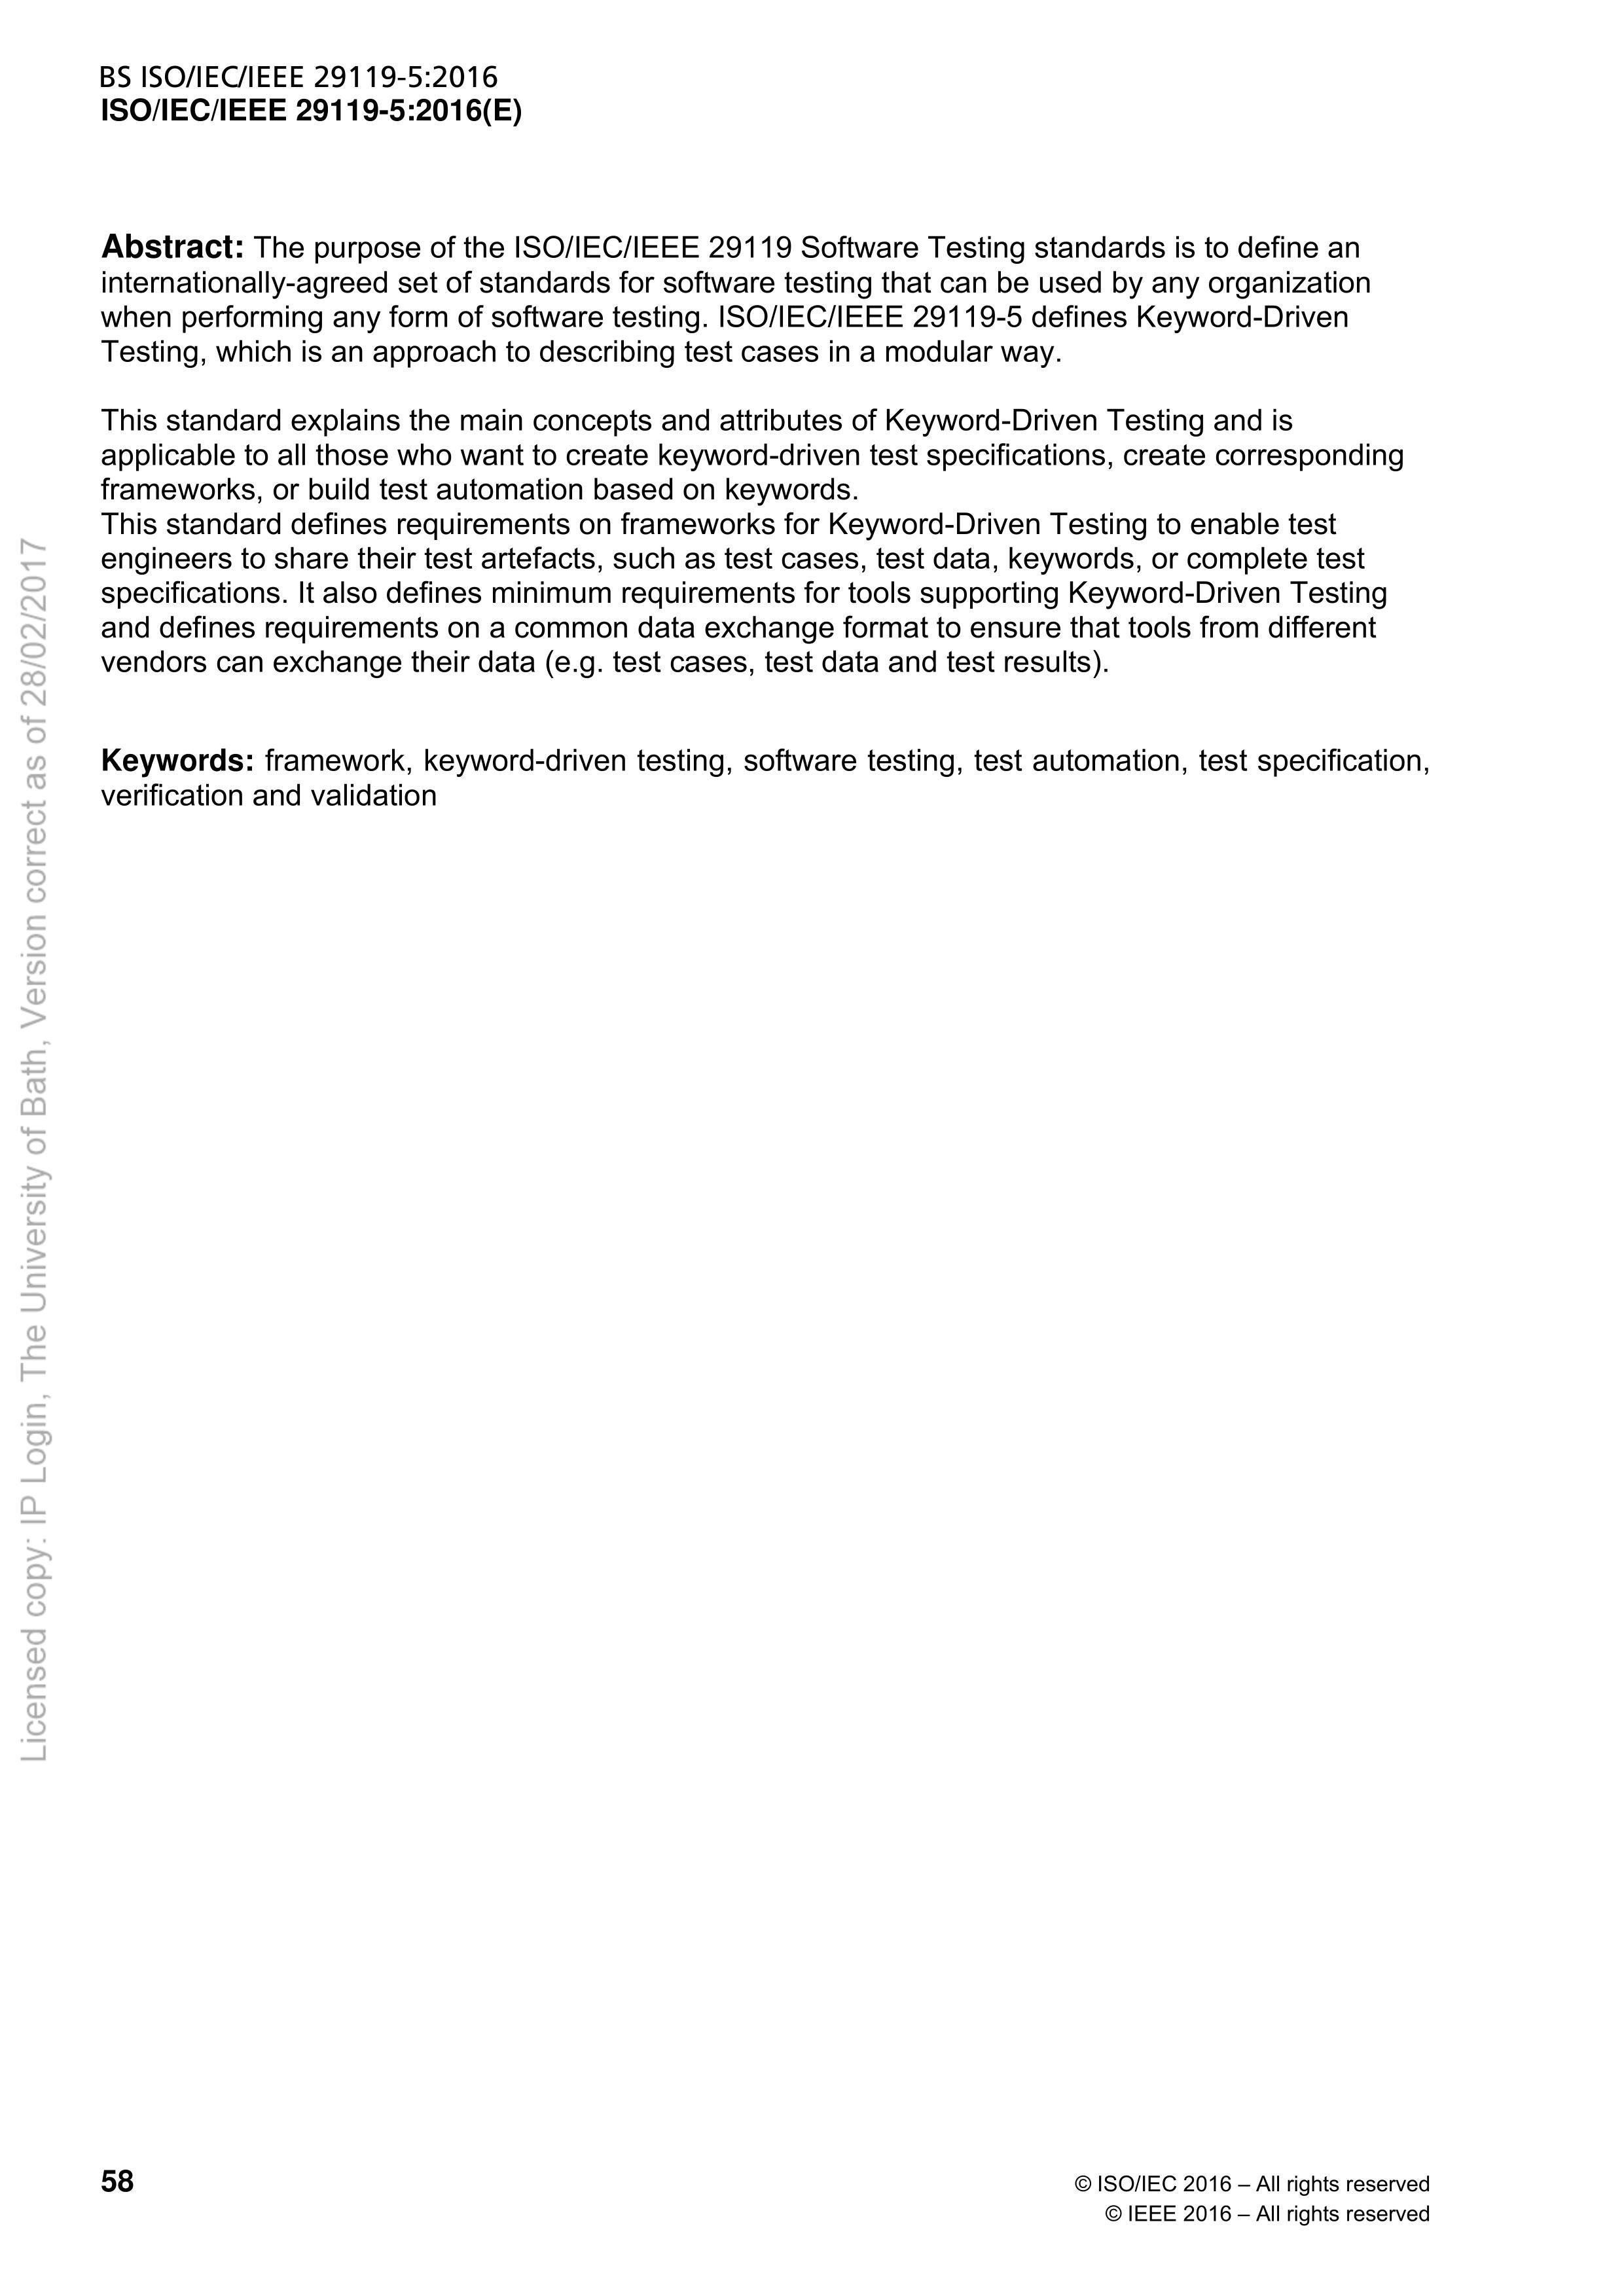 BS ISO/IEC/IEEE 29119-5:2016
ISO/IEC/IEEE 29119-5:2016(E)
Abstract: The purpose of the ISO/IEC/IEEE 29119 Software Testing standards is to define an
internationally-agreed set of standards for software testing that can be used by any organization
when performing any form of software testing. ISO/IEC/IEEE 29119-5 defines Keyword-Driven
Testing, which is an approach to describing test cases in a modular way.
This standard explains the main concepts and attributes of Keyword-Driven Testing and is
applicable to all those who want to create keyword-driven test specifications, create corresponding
frameworks, or build test automation based on keywords.
This standard defines requirements on frameworks for Keyword-Driven Testing to enable test
engineers to share their test artefacts, such as test cases, test data, keywords, or complete test
specifications. It also defines minimum requirements for tools supporting Keyword-Driven Testing
and defines requirements on a common data exchange format to ensure that tools from different
vendors can exchange their data (e.g. test cases, test data and test results).
Keywords: framework, keyword-driven testing, software testing, test automation, test specification,
verification and validation
Licensed copy: IP Login, The University of Bath, Version correct as of 28/02/2017
58
© ISO/IEC 2016 – All rights reserved
© IEEE 2016 – All rights reserved